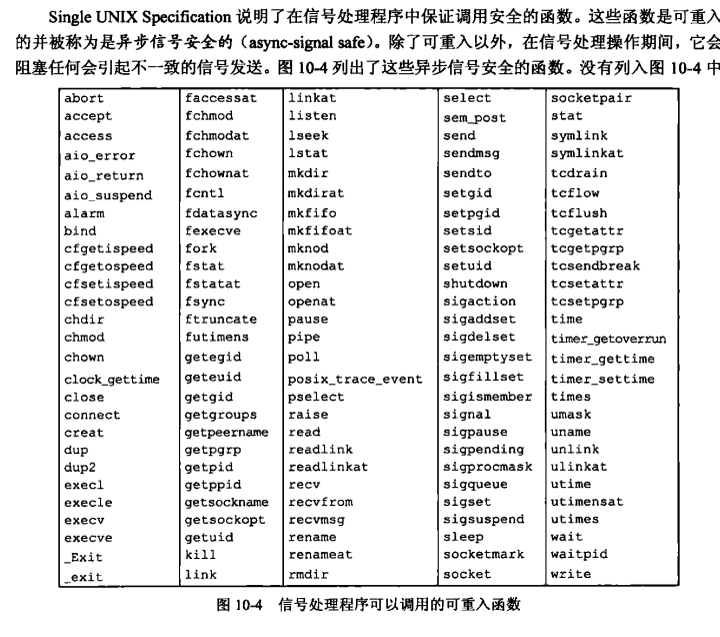 Single UNIX Specification 说明了在信号处理程序中保证调用安全的函数。这些函数是可重入
的并被称为是异步信号安全的（async-signal safe）。除了可重入以外，在信号处理操作期间，它会
阻塞任何会引起不一致的信号发送。图 10-4 列出了这些异步信号安全的函数。没有列入图 10-4 中
abort faccessat linkat select socketpair
accept fchmod listen sem_post stat
access fchmodat lseek send symlink
aio_error fchown lstat sendmsg symlinkat
aio_return fchownat mkdir sendto tcdrain
aio_suspend fcntl mkdirat setgid tcflow
alarm fdatasync mkfifo setpgid tcflush
bind fexecve mkfifoat setsid tcgetattr
cfgetispeed fork mknod setsockopt tcgetpgrp
cfgetospeed fstat mknodat setuid tcsendbreak
cfsetispeed fstatat open shutdown tcsetattr
cfsetospeed fsync openat sigaction tcsetpgrp
chdir ftruncate pause sigaddset time
chmod futimens pipe sigdelset timer_getoverrun
chown getegid poll sigemptyset timer_gettime
clock_gettime geteuid posix_trace_event sigfillset timer_settime
close getgid pselect sigismember times
connect getgroups raise signal umask
creat getpeername read sigpause uname
dup getpgrp readlink sigpending unlink
dup2 getpid readlinkat sigprocmask ulinkat
execl getppid recv sigqueue utime
execle getsockname recvfrom sigset utimensat
execv getsockopt recvmsg sigsuspend utimes
execve getuid rename sleep wait
_Exit kill renameat socketmark waitpid
_exit link rmdir socket write
图 10-4 信号处理程序可以调用的可重入函数